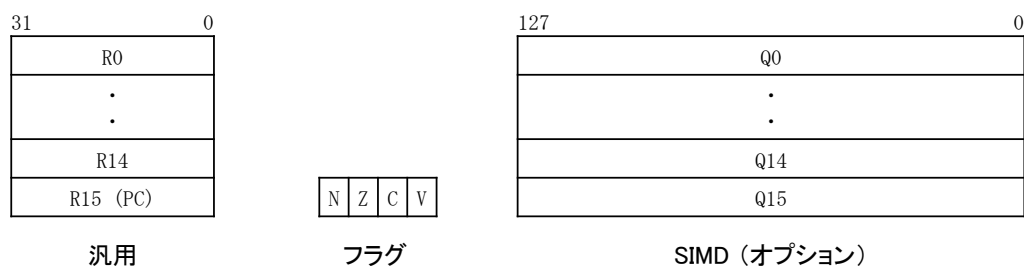 31 0
R0
・
・
R14
R15 (PC)
汎用
N Z C V
フラグ
127 0
Q0
・
・
Q14
Q15
SIMD（オプション）